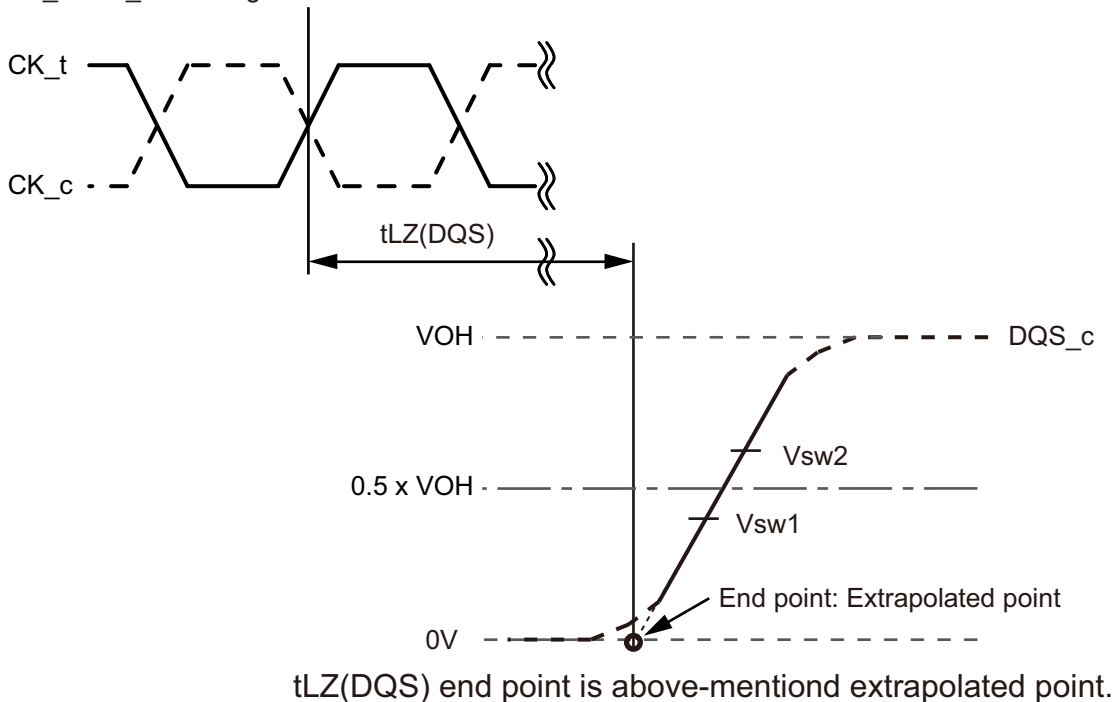 CK_t
CK_c
tLZ(DQS)
VOH
DQS_c
Vsw2
0.5 x VOH
Vsw1
End point: Extrapolated point
0V
tLZ(DQS) end point is above-mentiond extrapolated point.